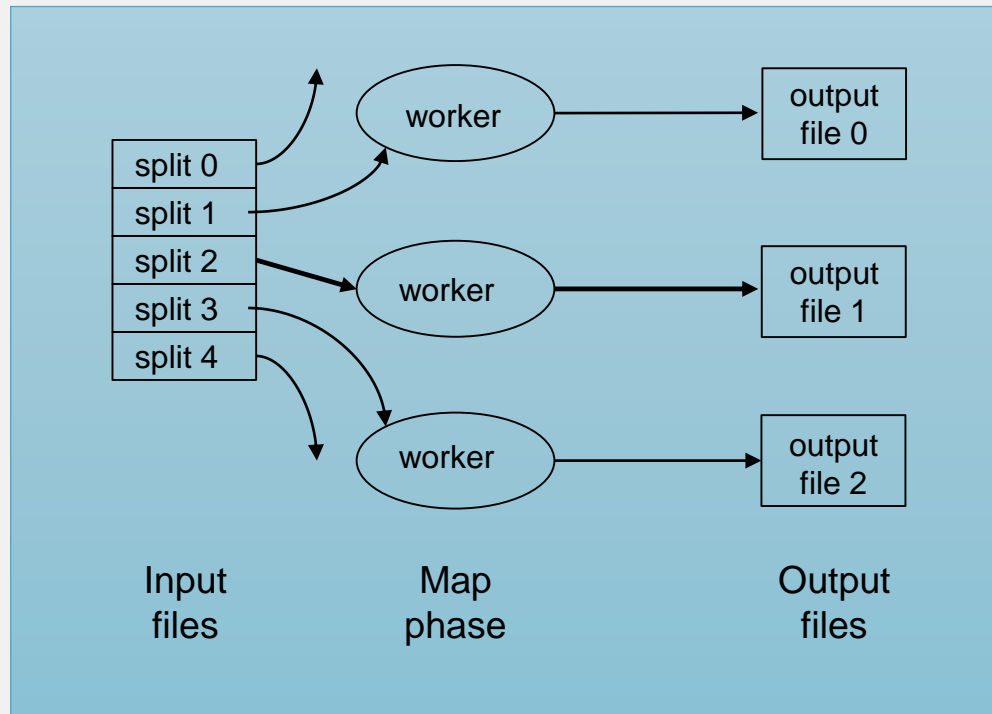 split 0
split 1
split 2
split 3
split 4
worker
worker
worker
output
file 0
output
file 1
output
file 2
Input
files
Map
phase
Output
files